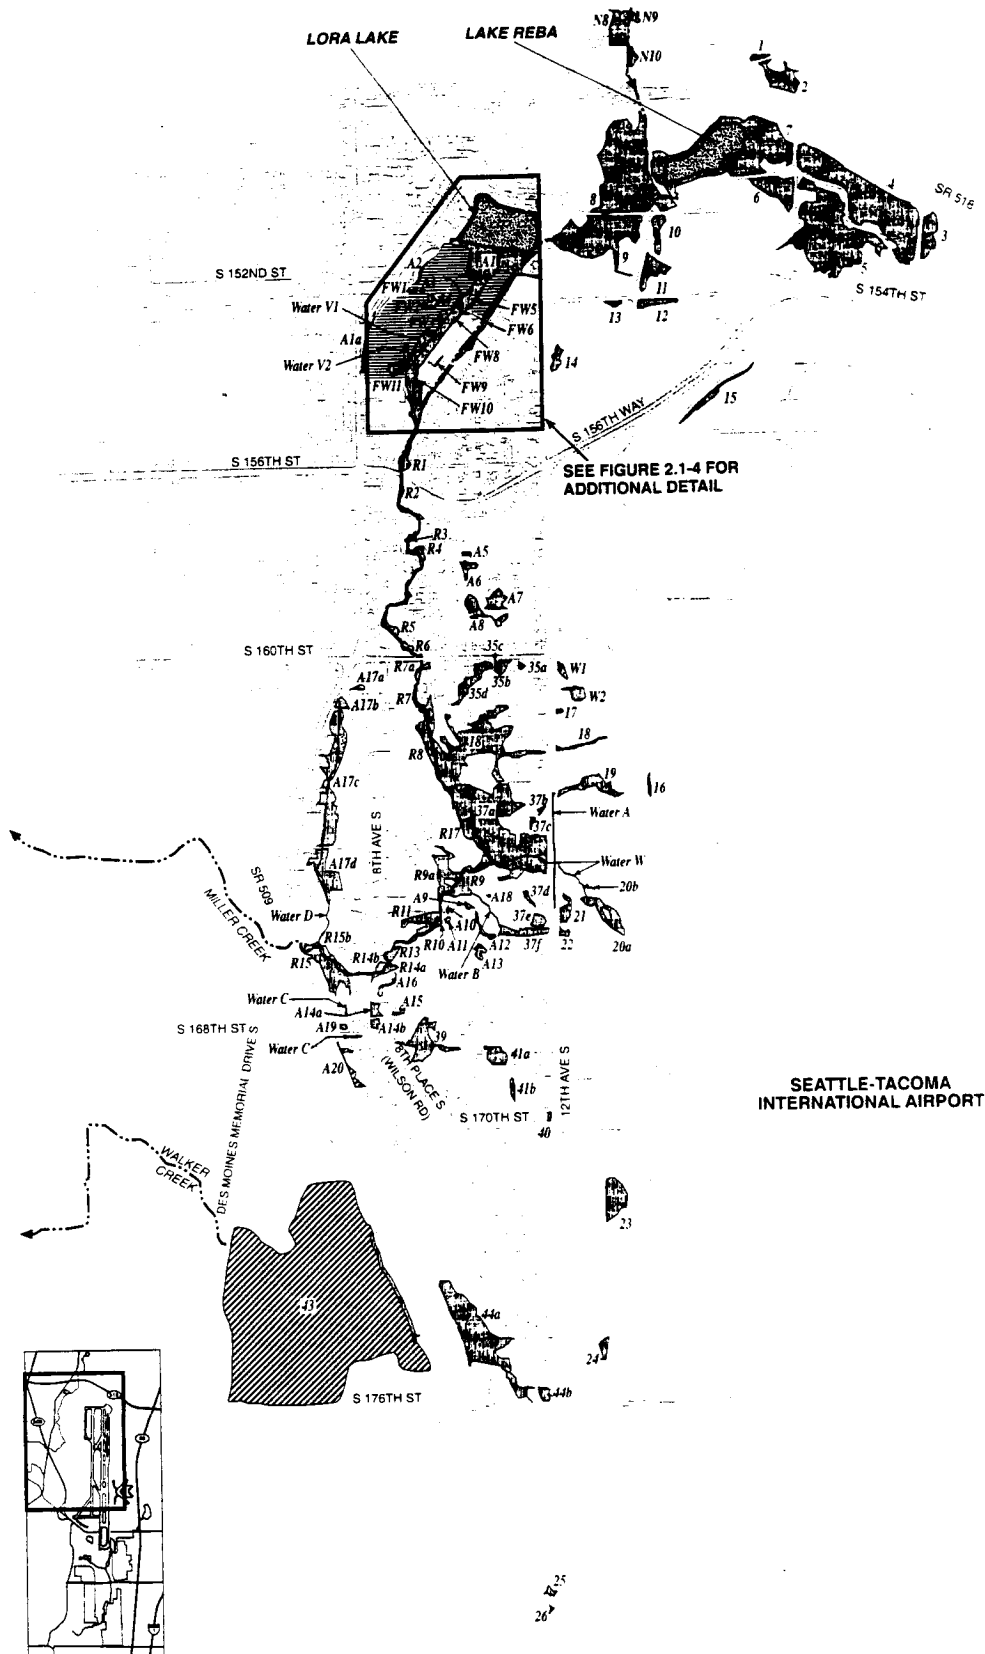 N8
N9
LORA LAKE
LAKE REBA
N10
1
2
7
4
SR 518
8
6
3
10
A2
A1
9
5
S 152ND ST
11
S 154TH ST
FW1
Water V1
FW5
13
12
A1a
FW6
Water V2
FW8
14
FW11
FW9
15
FW10
S 156TH WAY
S 156TH ST
R1
SEE FIGURE 2.1-4 FOR
ADDITIONAL DETAIL
R2
R3
R4
A5
A6
A7
R5
A8
R6
S 160TH ST
35c
R7a
35a
W1
A17a
35b
R7
35d
W2
A17b
17
18
18
R8
19
16
A17c
37b
37a
Water A
37c
8TH AVE S
R17
A17d
Water W
R9a
R9
20b
SR 509
A9
A18
37d
MILLER CREEK
Water D
R11
A10
37e
21
R10
A11
A12
37f
22
20a
R15b
R13
R15
R14b
R14a
Water B
A13
A16
Water C
A14a
A15
S 168TH ST
A19
A14b
39
Water C
A20
41a
8TH PLACE S
(WILSON RD)
41b
12TH AVE S
SEATTLE-TACOMA
INTERNATIONAL AIRPORT
S 170TH ST
40
DES MOINES MEMORIAL DRIVE S
WALKER
CREEK
23
43
44a
24
S 176TH ST
44b
25
26